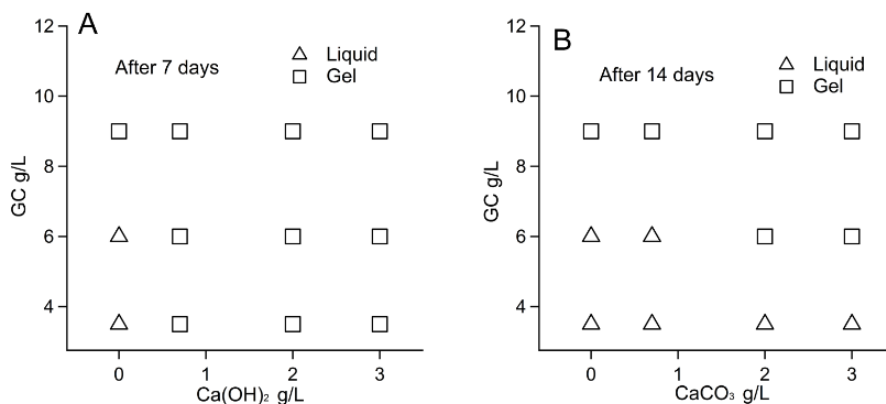 A
After 7 days
Liquid
Gel
12
10
8
6
4
GC g/L
0 1 2 3
Ca(OH)₂ g/L
B
After 14 days
Liquid
Gel
12
10
8
6
4
GC g/L
0 1 2 3
CaCO₃ g/L